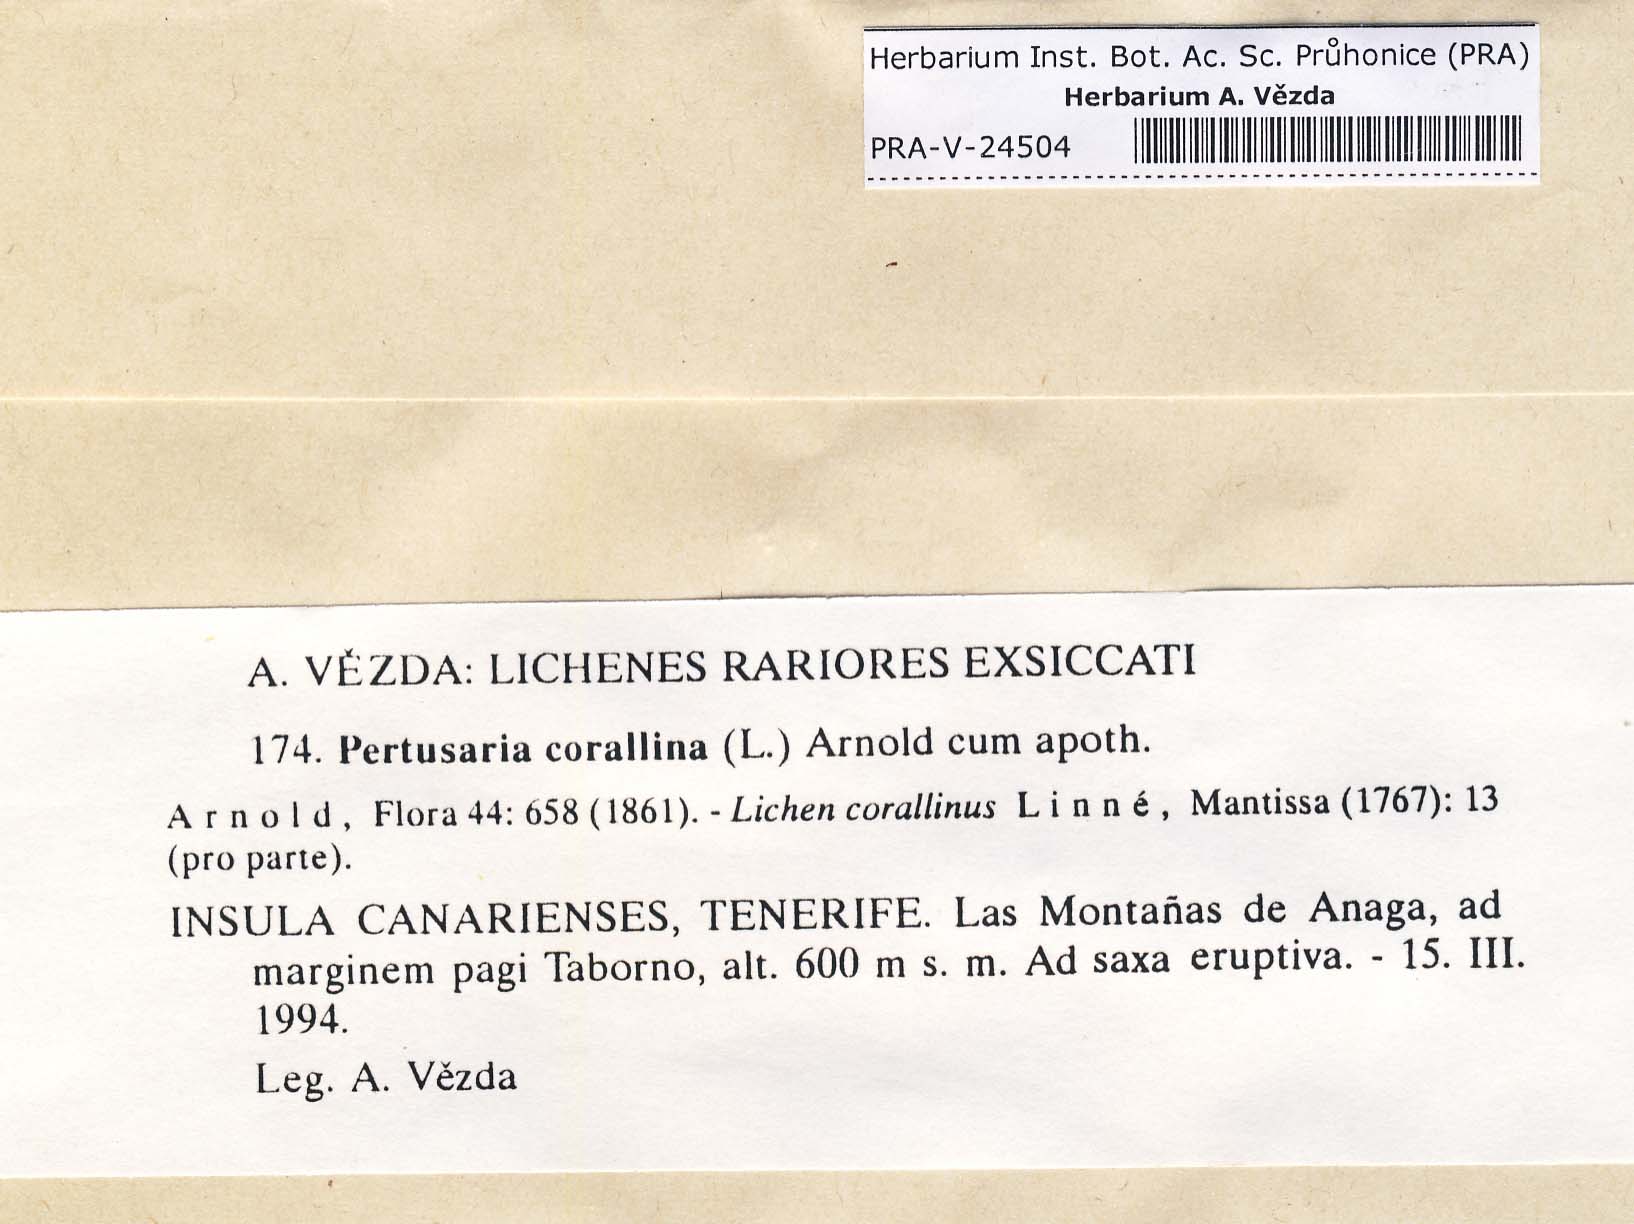 Herbarium Inst. Bot. Ac. Sc. Průhonice (PRA)
Herbarium A. Vězda
PRA-V-24504
A. VĚZDA: LICHENES RARIORES EXSICCATI
174. Pertusaria corallina (L.) Arnold cum apoth.
Arnold, Flora 44: 658 (1861). - Lichen corallinus Linné, Mantissa (1767): 13
(pro parte).
INSULA CANARIENSES, TENERIFE. Las Montañas de Anaga, ad
marginem pagi Taborno, alt. 600 m s. m. Ad saxa eruptiva. - 15. III.
1994.
Leg. A. Vězda